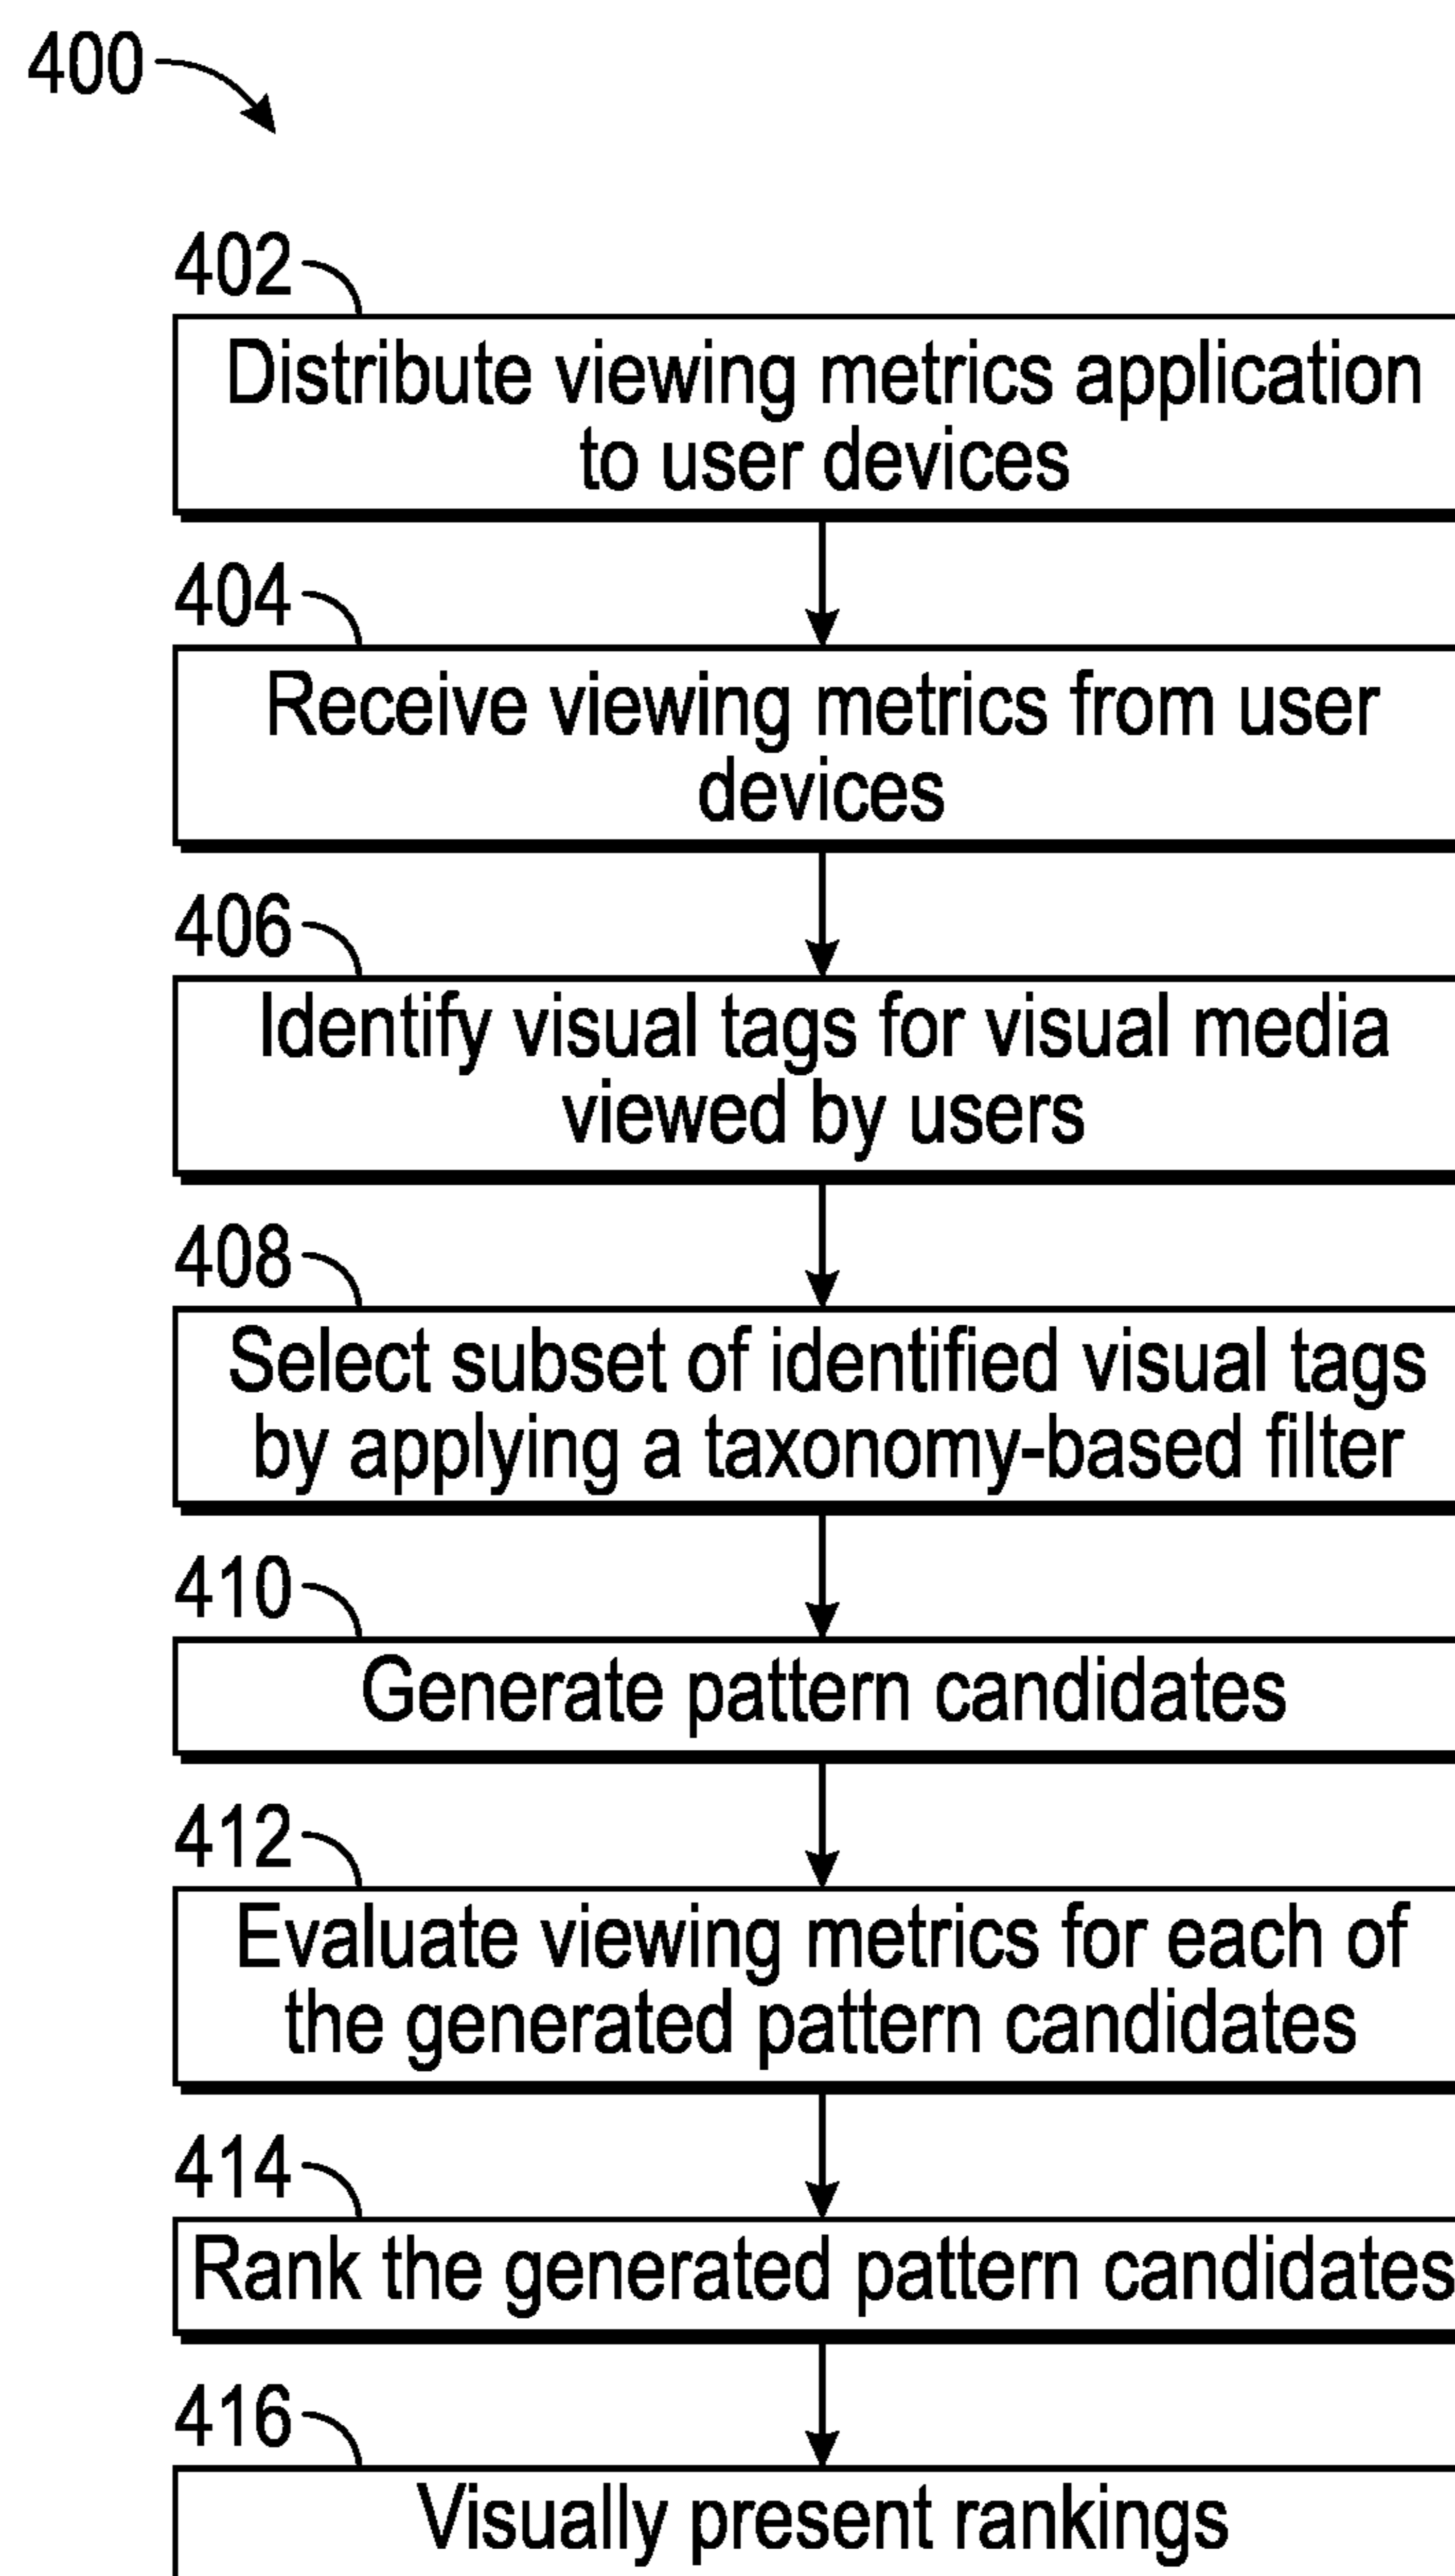 400
402
Distribute viewing metrics application
to user devices
404
Receive viewing metrics from user
devices
406
Identify visual tags for visual media
viewed by users
408
Select subset of identified visual tags
by applying a taxonomy-based filter
410
Generate pattern candidates
412
Evaluate viewing metrics for each of
the generated pattern candidates
414
Rank the generated pattern candidates
416
Visually present rankings